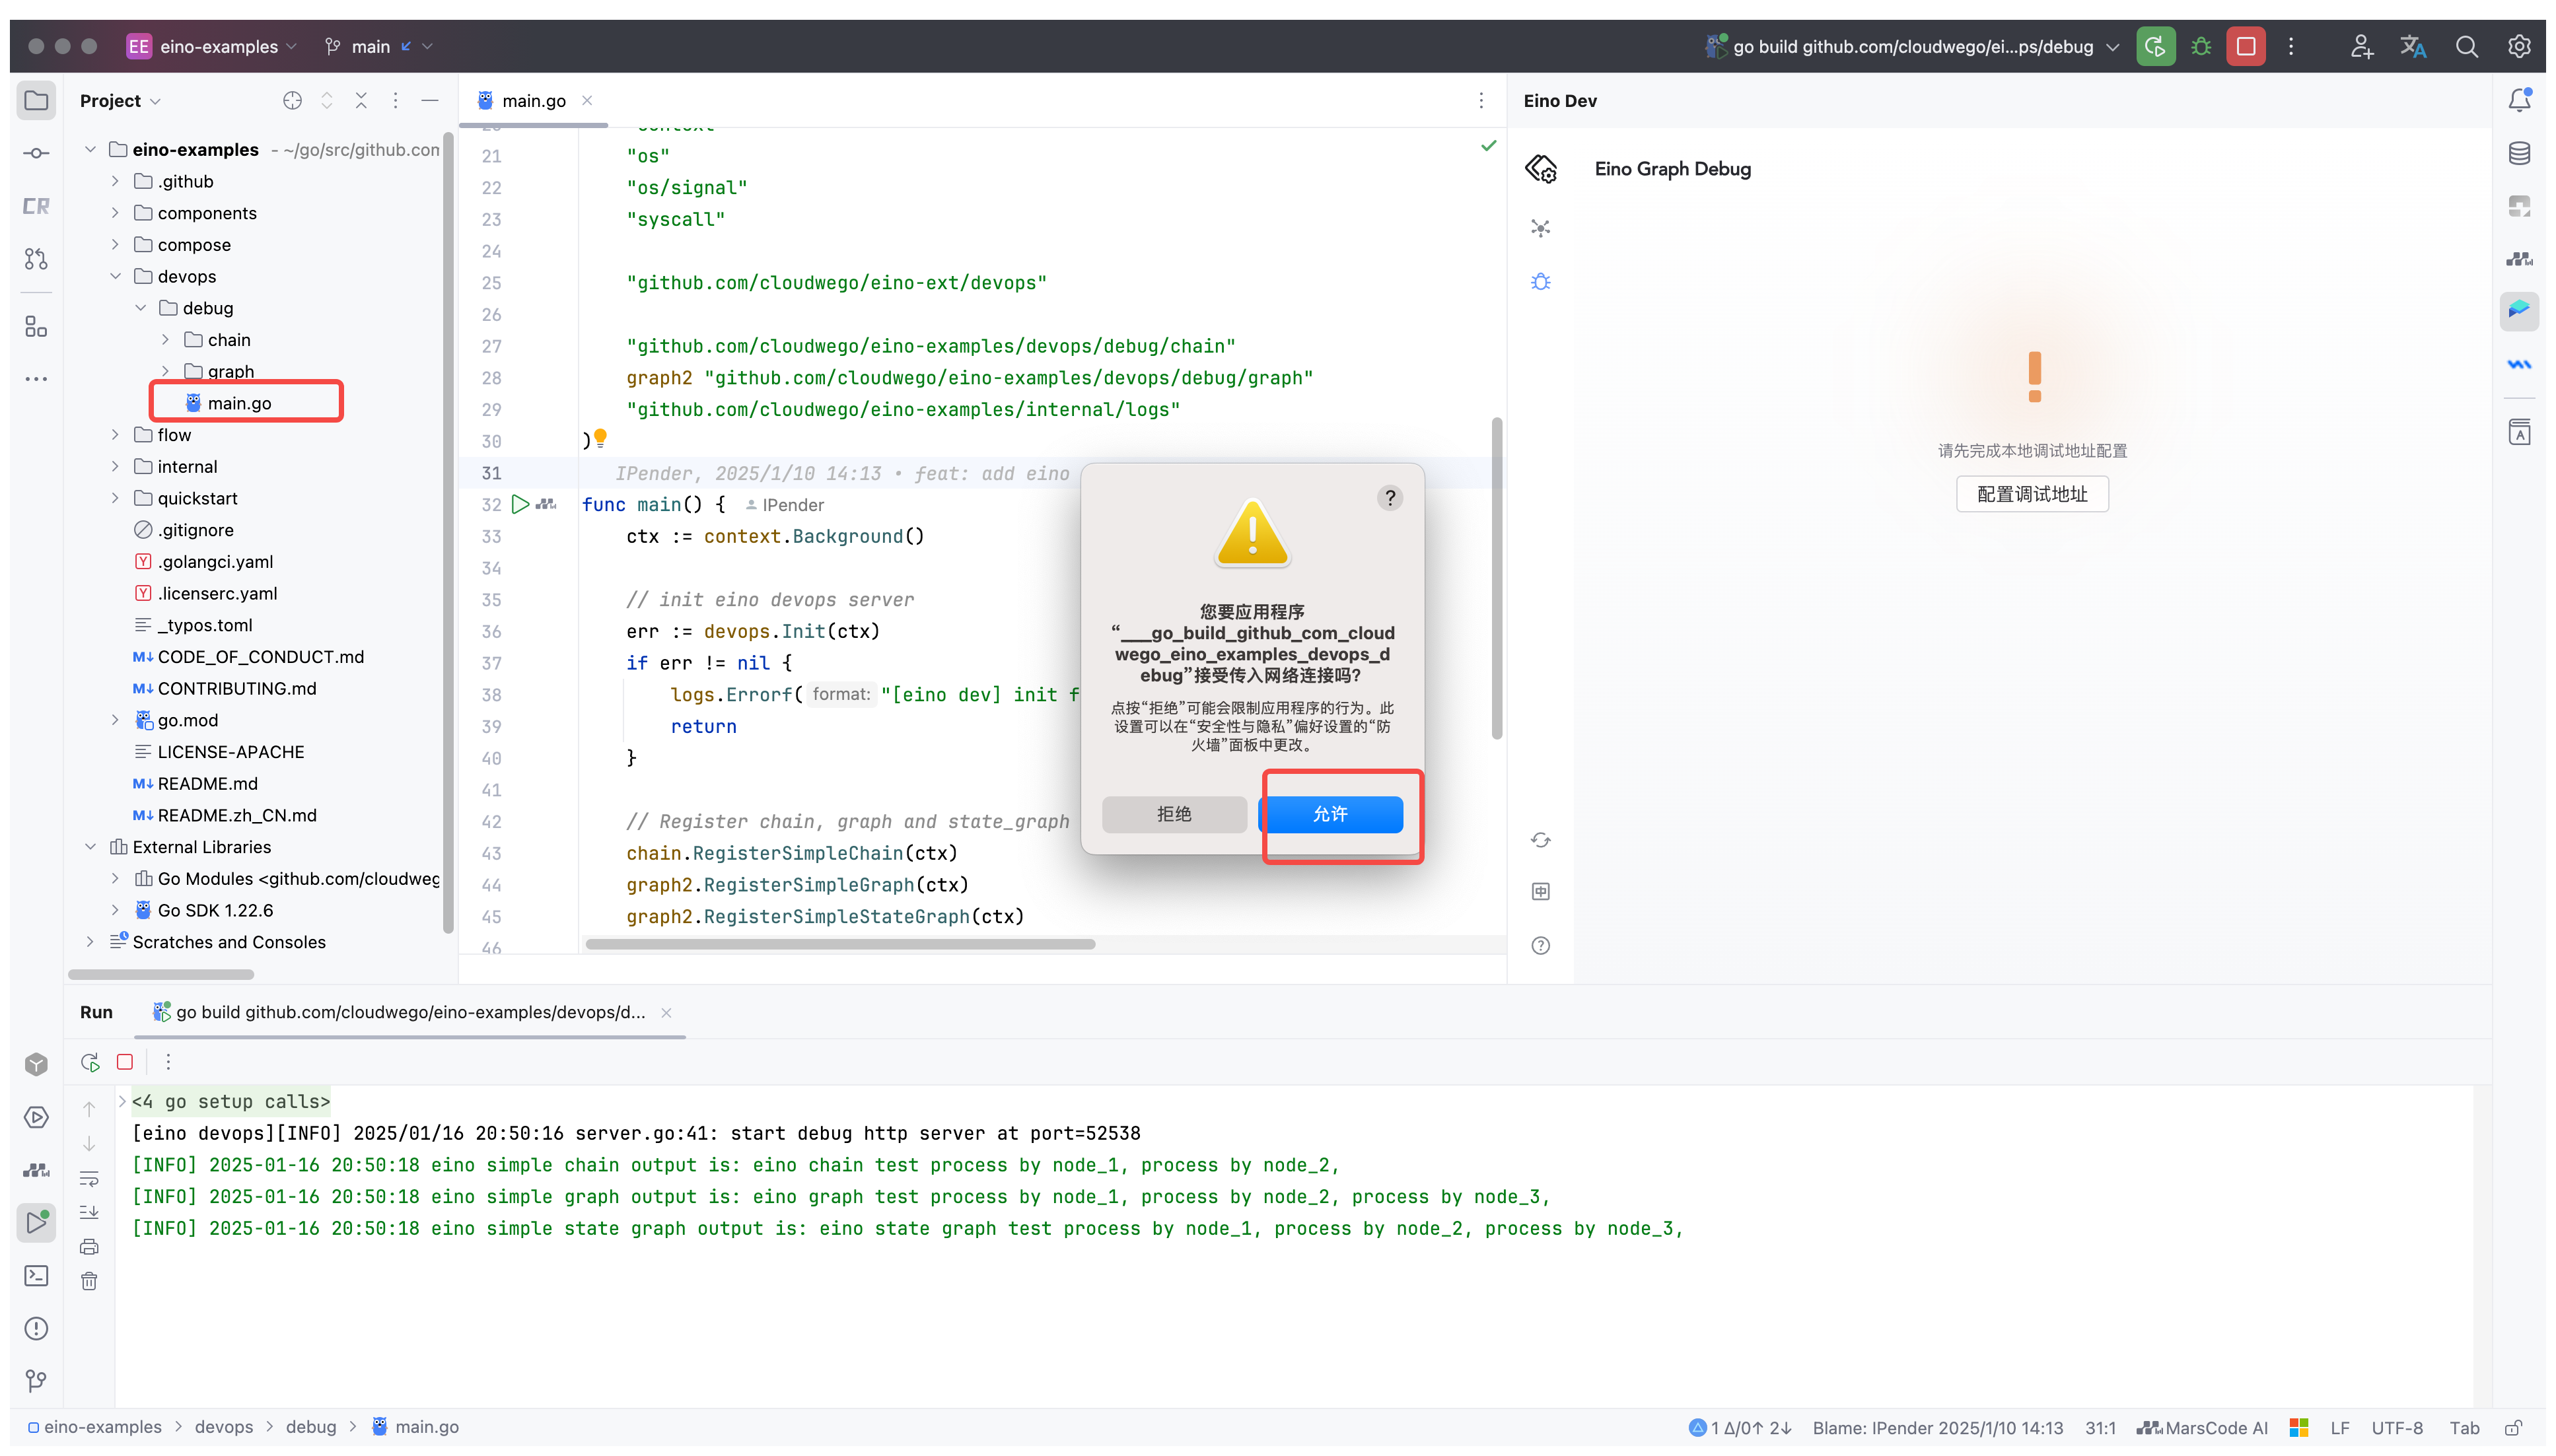 EE eino-examples main
go build github.com/cloudwego/ei...ps/debug
Project
eino-examples - ~/go/src/github.com
.github
components
compose
devops
debug
chain
graph
main.go
flow
internal
quickstart
.gitignore
.golangci.yaml
.licenserc.yaml
_typos.toml
CODE_OF_CONDUCT.md
CONTRIBUTING.md
go.mod
LICENSE-APACHE
README.md
README.zh_CN.md
External Libraries
Go Modules <github.com/cloudweg
Go SDK 1.22.6
Scratches and Consoles
main.go
20 "context"
21 "os"
22 "os/signal"
23 "syscall"
24
25 "github.com/cloudwego/eino-ext/devops"
26
27 "github.com/cloudwego/eino-examples/devops/debug/chain"
28 graph2 "github.com/cloudwego/eino-examples/devops/debug/graph"
29 "github.com/cloudwego/eino-examples/internal/logs"
30 )
31 IPender, 2025/1/10 14:13 • feat: add eino
32 func main() { IPender
33 ctx := context.Background()
34
35 // init eino devops server
36 err := devops.Init(ctx)
37 if err != nil {
38 logs.Errorf( format: "[eino dev] init f
39 return
40 }
41
42 // Register chain, graph and state_graph
43 chain.RegisterSimpleChain(ctx)
44 graph2.RegisterSimpleGraph(ctx)
45 graph2.RegisterSimpleStateGraph(ctx)
46
?
您要应用程序
“___go_build_github_com_cloud
wego_eino_examples_devops_d
ebug”接受传入网络连接吗?
点按“拒绝”可能会限制应用程序的行为。此
设置可以在“安全性与隐私”偏好设置的“防
火墙”面板中更改。
拒绝
允许
Eino Dev
Eino Graph Debug
请先完成本地调试地址配置
配置调试地址
Run go build github.com/cloudwego/eino-examples/devops/d...
<4 go setup calls>
[eino devops][INFO] 2025/01/16 20:50:16 server.go:41: start debug http server at port=52538
[INFO] 2025-01-16 20:50:18 eino simple chain output is: eino chain test process by node_1, process by node_2,
[INFO] 2025-01-16 20:50:18 eino simple graph output is: eino graph test process by node_1, process by node_2, process by node_3,
[INFO] 2025-01-16 20:50:18 eino simple state graph output is: eino state graph test process by node_1, process by node_2, process by node_3,
eino-examples > devops > debug > main.go
1 Δ/0↑ 2↓ Blame: IPender 2025/1/10 14:13 31:1 MarsCode AI LF UTF-8 Tab